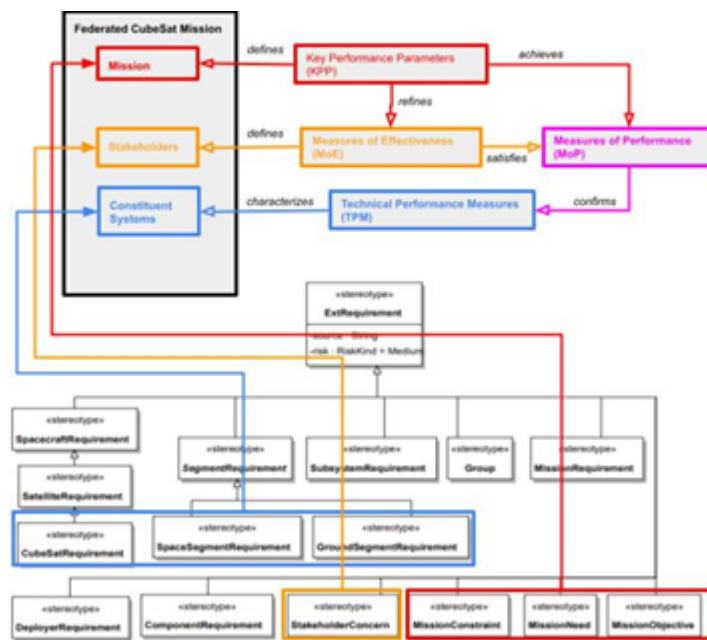 Federated CubeSat Mission
defines
Key Performance Parameters
(KPP)
achieves
Mission
refines
Stakeholders
defines
Measures of Effectiveness
(MoE)
satisfies
Measures of Performance
(MoP)
Constituent
Systems
characterizes
Technical Performance Measures
(TPM)
confirms
«stereotype»
ExtRequirement
-source : String
-risk : RiskKind = Medium
«stereotype»
SpacecraftRequirement
«stereotype»
SegmentRequirement
«stereotype»
SubsystemRequirement
«stereotype»
Group
«stereotype»
MissionRequirement
«stereotype»
SatelliteRequirement
«stereotype»
CubeSatRequirement
«stereotype»
SpaceSegmentRequirement
«stereotype»
GroundSegmentRequirement
«stereotype»
DeployerRequirement
«stereotype»
ComponentRequirement
«stereotype»
StakeholderConcern
«stereotype»
MissionConstraint
«stereotype»
MissionNeed
«stereotype»
MissionObjective